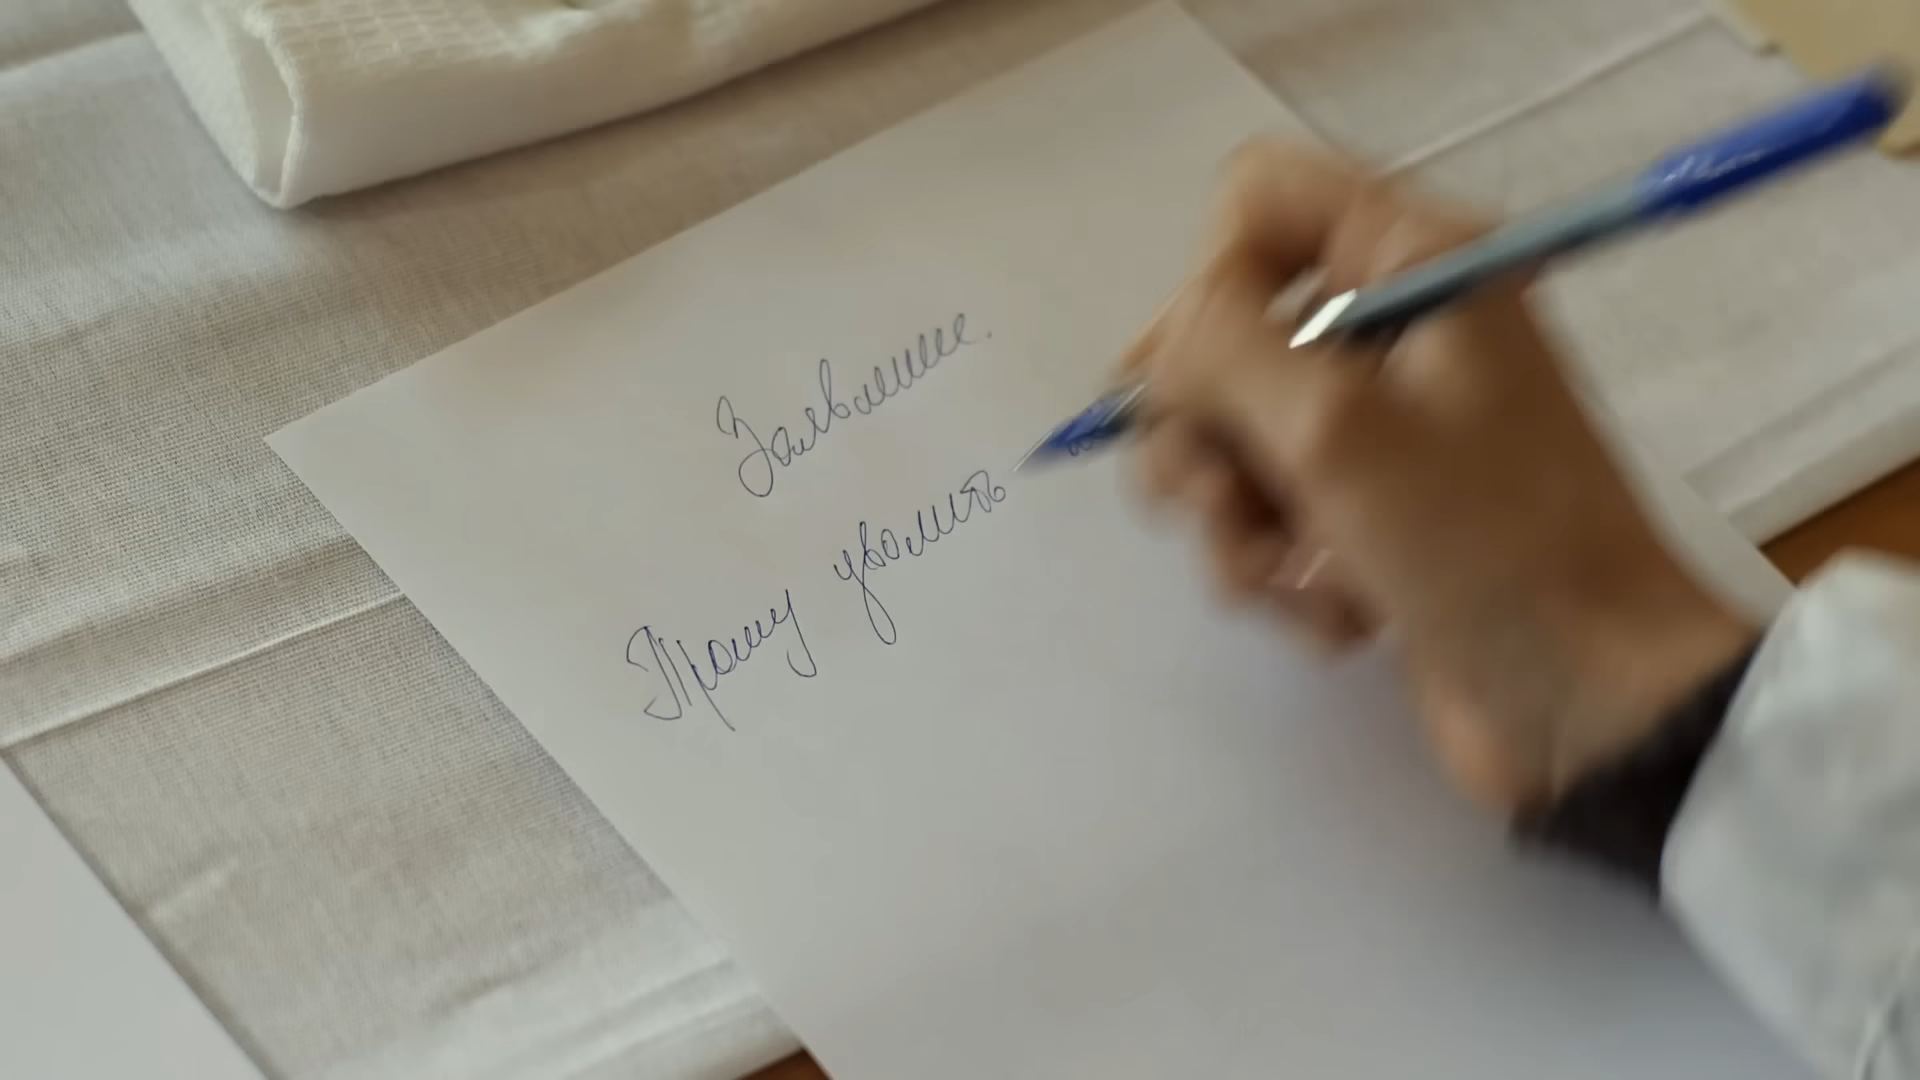 Заявление.
Прошу уволить